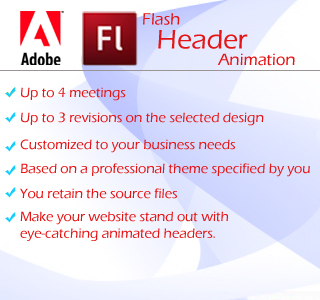 Adobe
Fl
Flash
Header
Animation
Up to 4 meetings
Up to 3 revisions on the selected design
Customized to your business needs
Based on a professional theme specified by you
You retain the source files
Make your website stand out with
eye-catching animated headers.